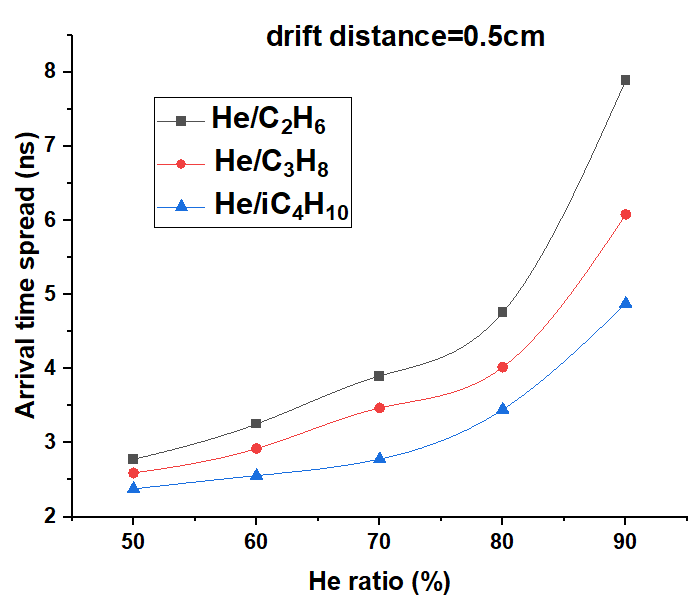 drift distance=0.5cm
He/C₂H₆
He/C₃H₈
He/iC₄H₁₀
Arrival time spread (ns)
8
7
6
5
4
3
2
50 60 70 80 90
He ratio (%)